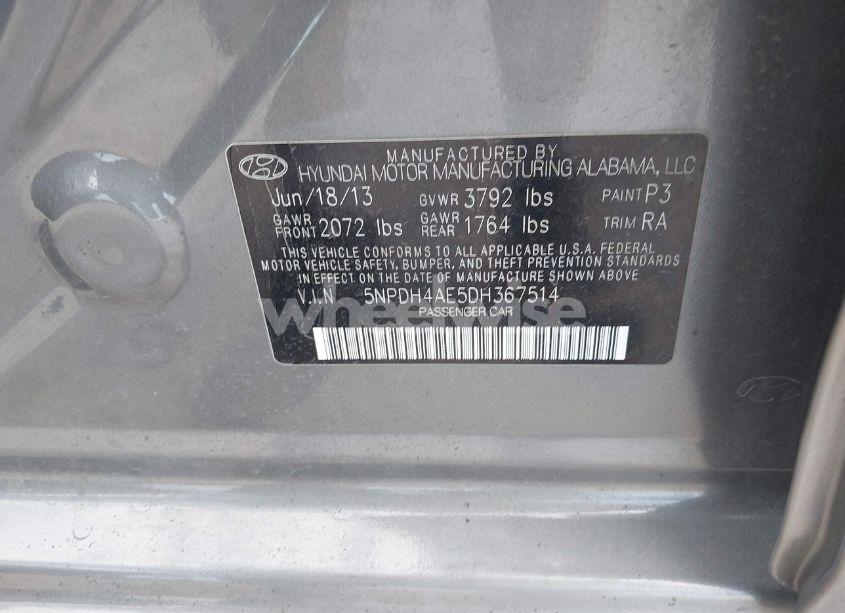 MANUFACTURED BY
HYUNDAI MOTOR MANUFACTURING ALABAMA, LLC
Jun/18/13 GVWR 3792 lbs PAINT P3
GAWR FRONT 2072 lbs GAWR REAR 1764 lbs TRIM RA
THIS VEHICLE CONFORMS TO ALL APPLICABLE U.S.A. FEDERAL
MOTOR VEHICLE SAFETY, BUMPER, AND THEFT PREVENTION STANDARDS
IN EFFECT ON THE DATE OF MANUFACTURE SHOWN ABOVE
V.I.N 5NPDH4AE5DH367514
wheelwise
PASSENGER CAR